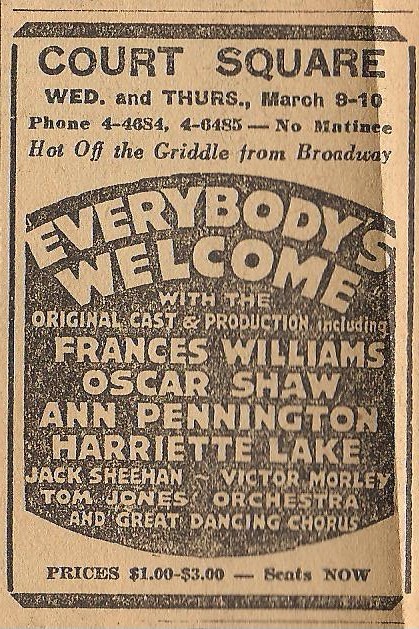 COURT SQUARE
WED. and THURS., March 9-10
Phone 4-4684, 4-6485 — No Matinee
Hot Off the Griddle from Broadway
EVERYBODY'S
WELCOME
WITH THE
ORIGINAL CAST & PRODUCTION including
FRANCES WILLIAMS
OSCAR SHAW
ANN PENNINGTON
HARRIETTE LAKE
JACK SHEEHAN ~ VICTOR MORLEY
TOM JONES ORCHESTRA
AND GREAT DANCING CHORUS
PRICES $1.00-$3.00 — Seats NOW